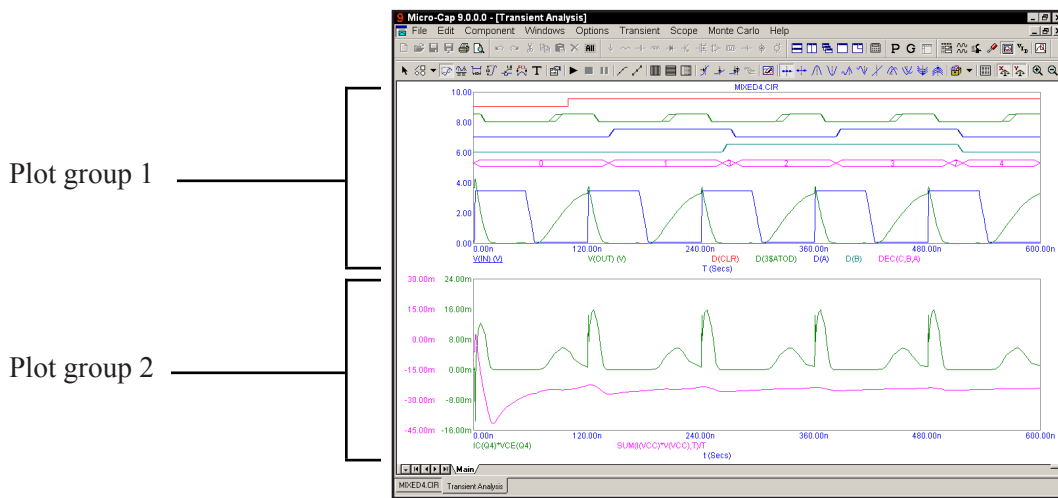 Plot group 1
Plot group 2
9 Micro-Cap 9.0.0.0 - [Transient Analysis]
File Edit Component Windows Options Transient Scope Monte Carlo Help
All P G
T
MIXED4.CIR
10.00
8.00
6.00
4.00
2.00
0.00
0 1 3 2 3 7 4
0.00n 120.00n 240.00n 360.00n 480.00n 600.00n
V(IN) (V) V(OUT) (V) D(CLR) D(3$ATOD) D(A) D(B) DEC(C,B,A)
T (Secs)
30.00m 24.00m
15.00m 16.00m
0.00m 8.00m
-15.00m 0.00m
-30.00m -8.00m
-45.00m -16.00m
0.00n 120.00n 240.00n 360.00n 480.00n 600.00n
IC(Q4)*VCE(Q4) SUM(I(VCC)*V(VCC),T)/T
t (Secs)
Main
MIXED4.CIR Transient Analysis